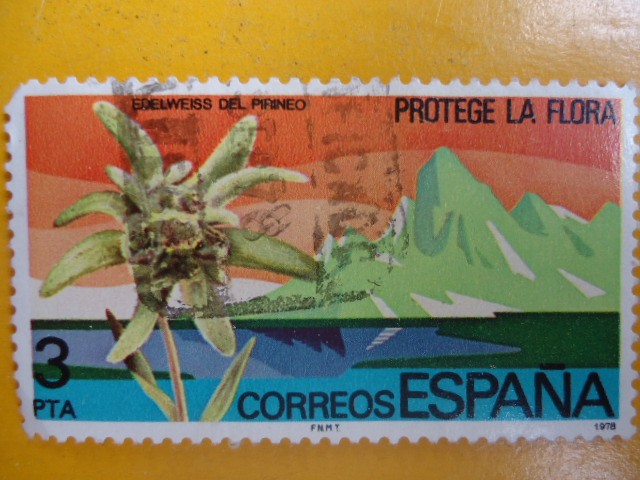 EDELWEISS DEL PIRINEO
PROTEGE LA FLORA
3
PTA
CORREOS ESPAÑA
F.N.M.T.
1978